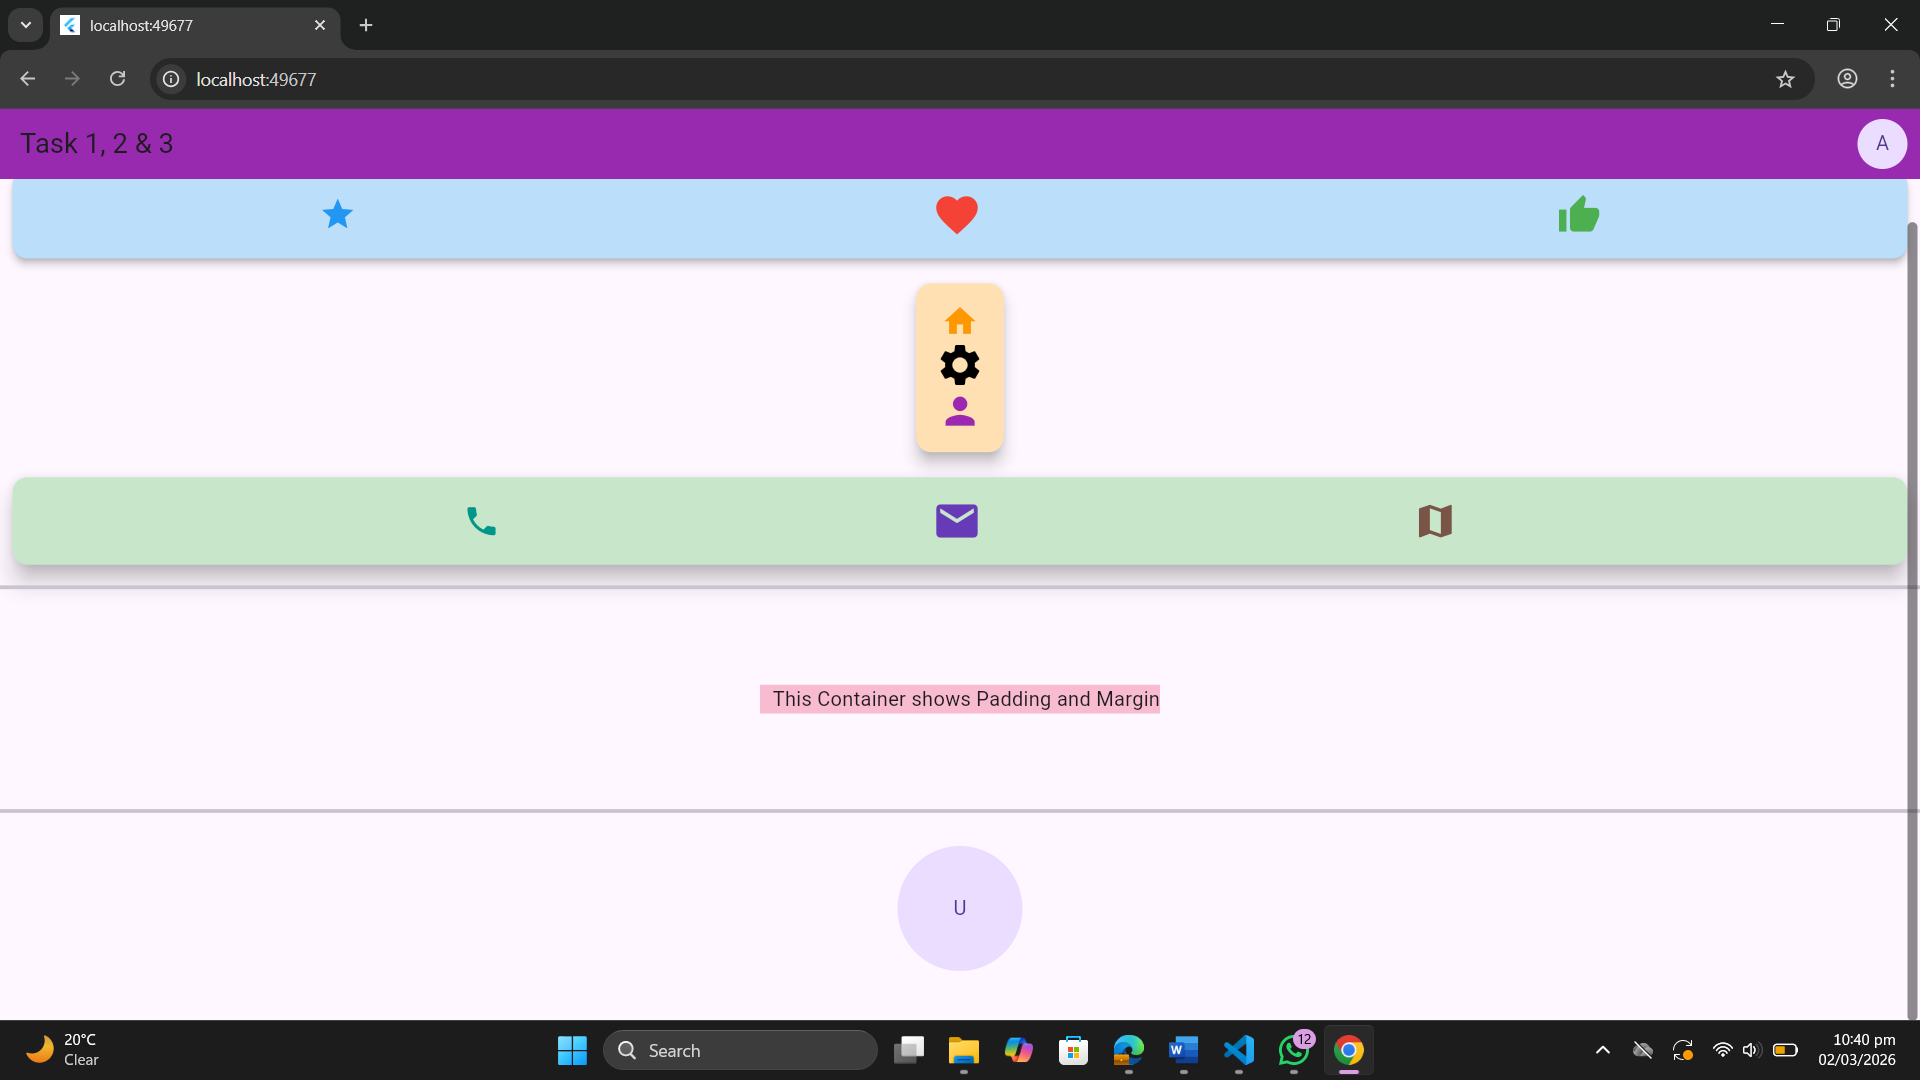 localhost:49677
localhost:49677
Task 1, 2 & 3
A
This Container shows Padding and Margin
U
20°C
Clear
Search
W
12
10:40 pm
02/03/2026